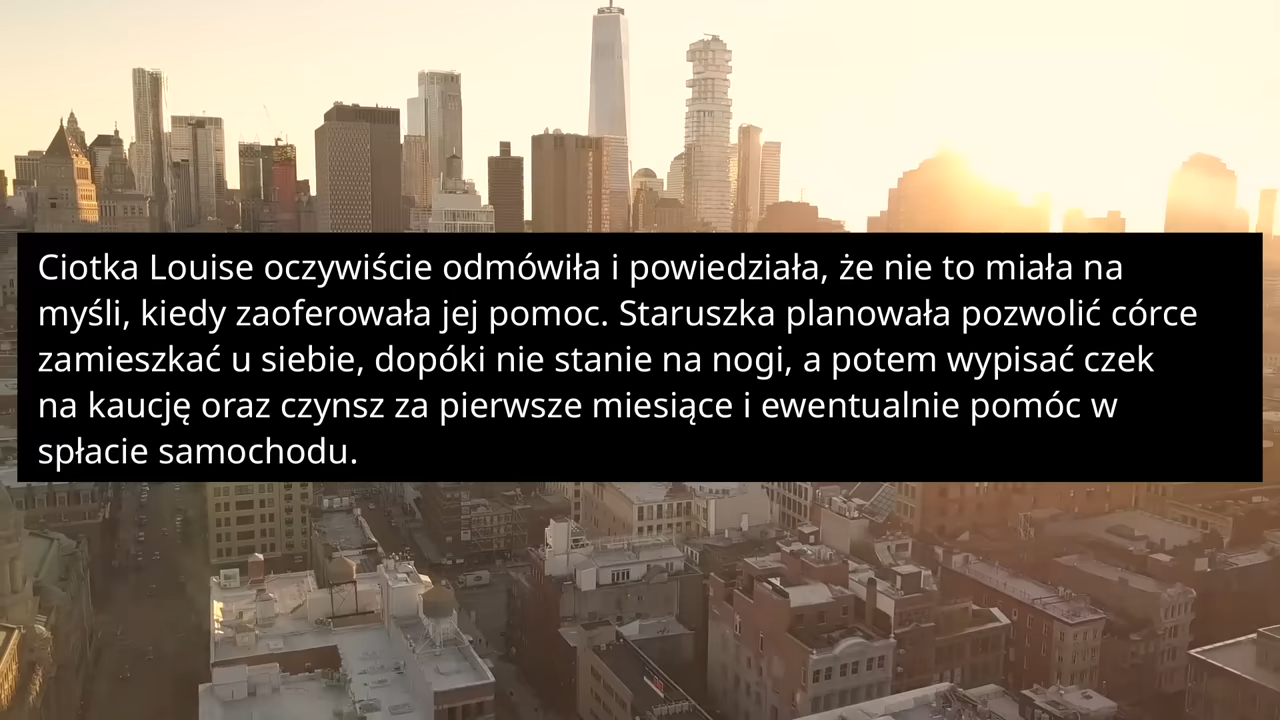 Ciotka Louise oczywiście odmówiła i powiedziała, że nie to miała na
myśli, kiedy zaoferowała jej pomoc. Staruszka planowała pozwolić córce
zamieszkać u siebie, dopóki nie stanie na nogi, a potem wypisać czek
na kaucję oraz czynsz za pierwsze miesiące i ewentualnie pomóc w
spłacie samochodu.